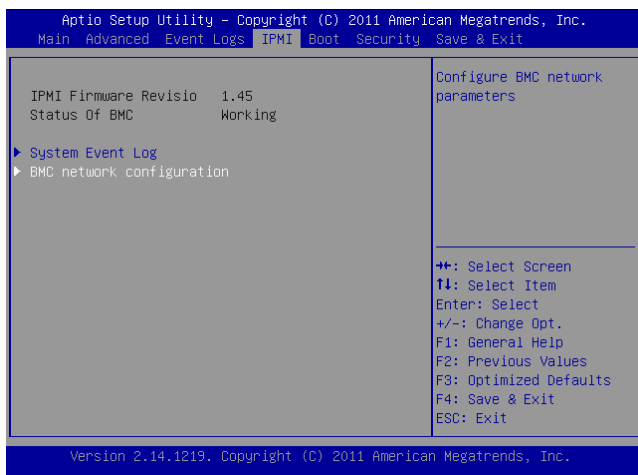 Aptio Setup Utility – Copyright (C) 2011 American Megatrends, Inc.
Main Advanced Event Logs IPMI Boot Security Save & Exit
IPMI Firmware Revisio 1.45
Status Of BMC Working
System Event Log
BMC network configuration
Configure BMC network
parameters
→←: Select Screen
↑↓: Select Item
Enter: Select
+/-: Change Opt.
F1: General Help
F2: Previous Values
F3: Optimized Defaults
F4: Save & Exit
ESC: Exit
Version 2.14.1219. Copyright (C) 2011 American Megatrends, Inc.